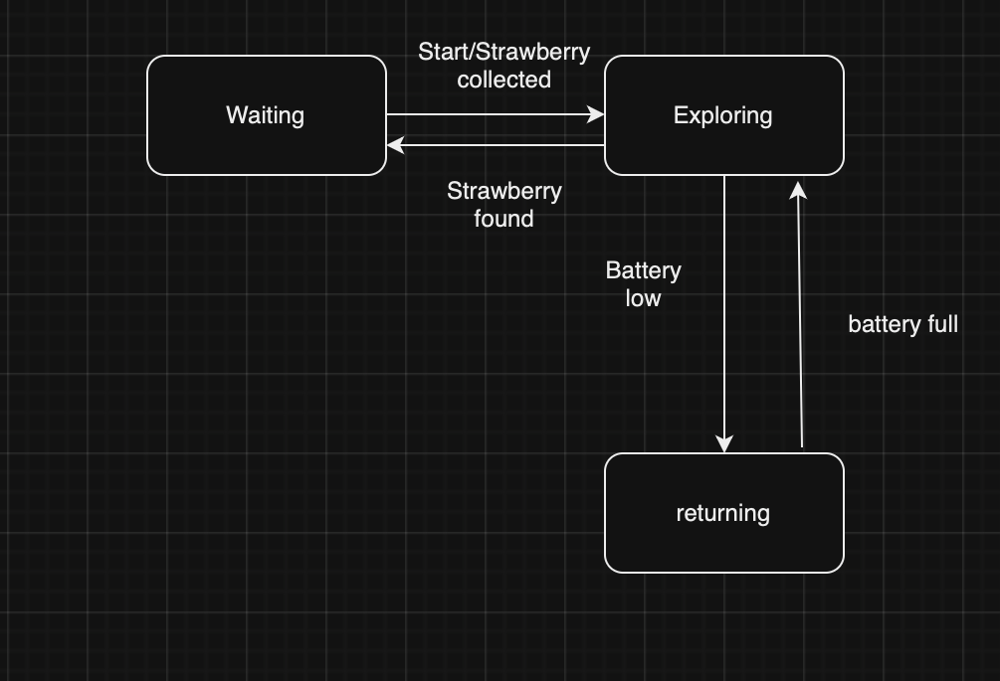 Start/Strawberry
collected
Waiting
Exploring
Strawberry
found
Battery
low
battery full
returning